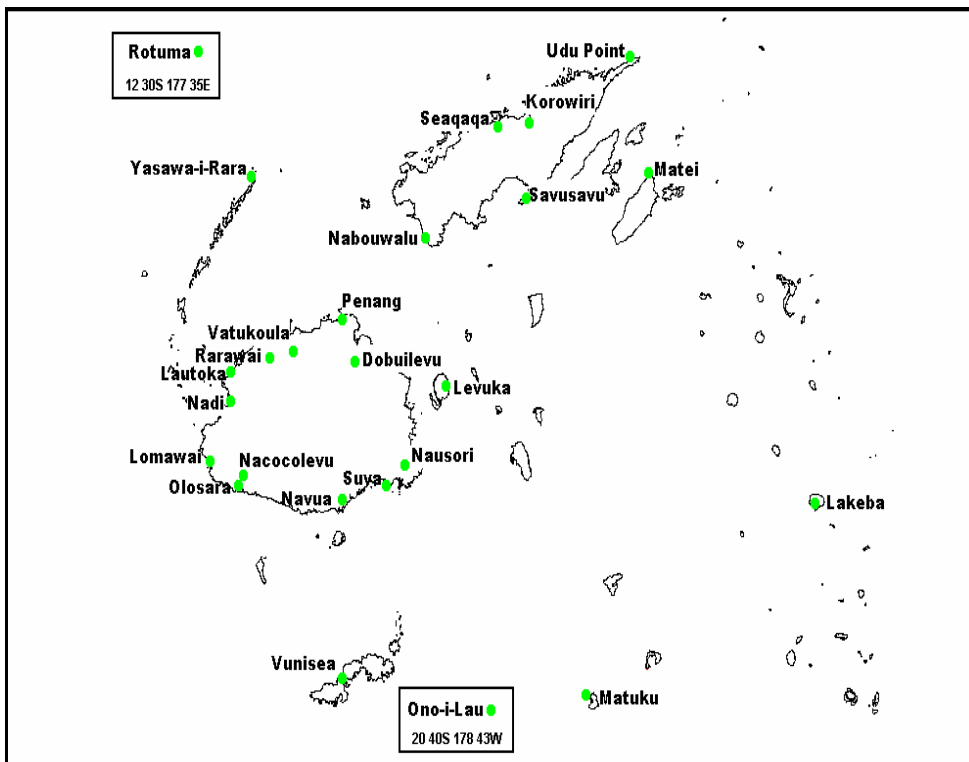 Rotuma
12 30S 177 35E
Udu Point
Korowiri
Seaqaqa
Yasawa-i-Rara
Matei
Savusavu
Nabouwalu
Penang
Vatukoula
Rarawai
Dobuilevu
Lautoka
Levuka
Nadi
Lomawai
Nacocolevu
Nausori
Suva
Olosara
Navua
Lakeba
Vunisea
Matuku
Ono-i-Lau
20 40S 178 43W